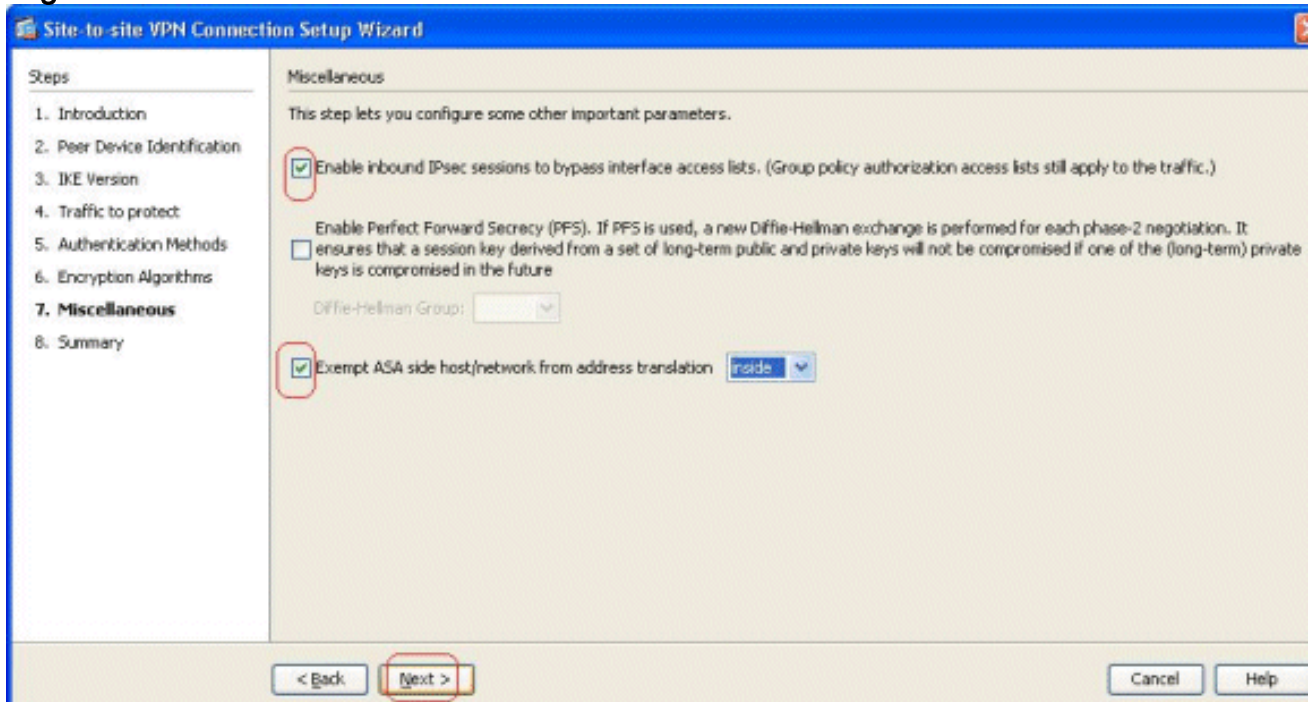 Site-to-site VPN Connection Setup Wizard
Steps
1. Introduction
2. Peer Device Identification
3. IKE Version
4. Traffic to protect
5. Authentication Methods
6. Encryption Algorithms
7. Miscellaneous
8. Summary
Miscellaneous
This step lets you configure some other important parameters.
Enable inbound IPsec sessions to bypass interface access lists. (Group policy authorization access lists still apply to the traffic.)
Enable Perfect Forward Secrecy (PFS). If PFS is used, a new Diffie-Hellman exchange is performed for each phase-2 negotiation. It
ensures that a session key derived from a set of long-term public and private keys will not be compromised if one of the (long-term) private
keys is compromised in the future
Diffie-Hellman Group:
Exempt ASA side host/network from address translation inside
< Back Next > Cancel Help